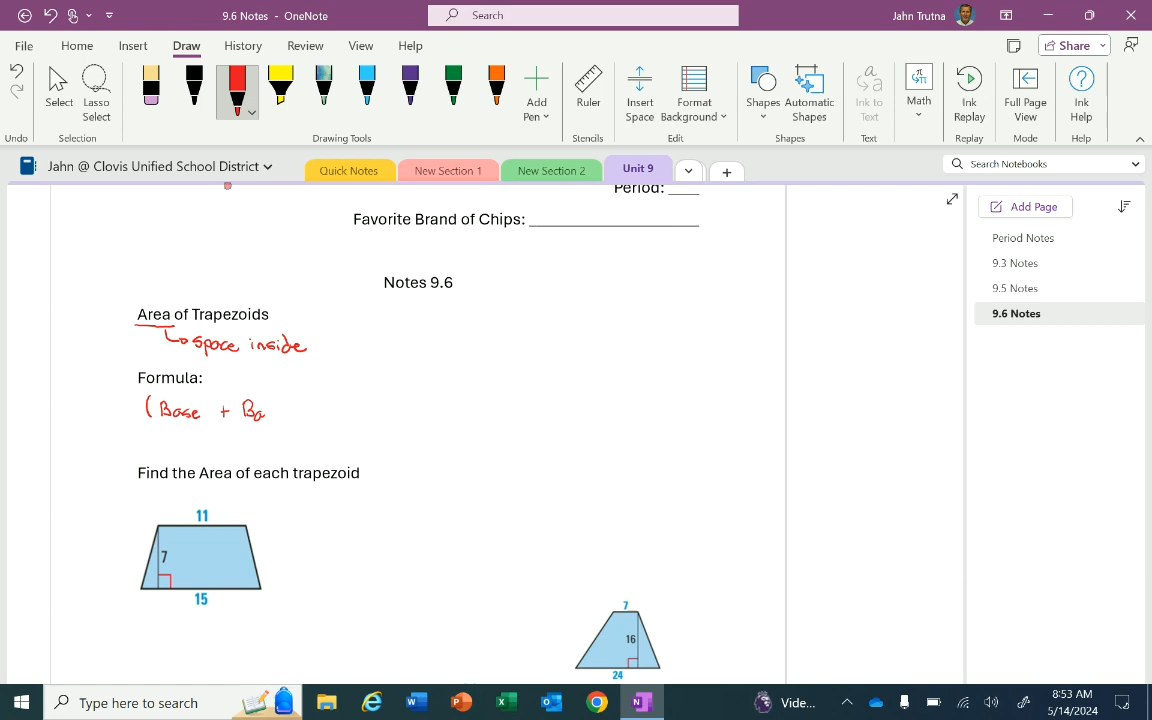 9.6 Notes - OneNote
Search
Jahn Trutna
File Home Insert Draw History Review View Help
Share
Select
Lasso Select
Add Pen
Ruler
Insert Space
Format Background
Shapes
Automatic Shapes
Ink to Text
Math
Ink Replay
Full Page View
Ink Help
Undo
Selection
Drawing Tools
Stencils
Edit
Shapes
Text
Replay
Mode
Help
Jahn @ Clovis Unified School District
Quick Notes
New Section 1
New Section 2
Unit 9
+
Search Notebooks
Period: ____
Favorite Brand of Chips: ____________________
Notes 9.6
Area of Trapezoids
space inside
Formula:
(Base + Ba
Find the Area of each trapezoid
11
7
15
7
16
24
Add Page
Period Notes
9.3 Notes
9.5 Notes
9.6 Notes
Type here to search
Vide...
8:53 AM
5/14/2024